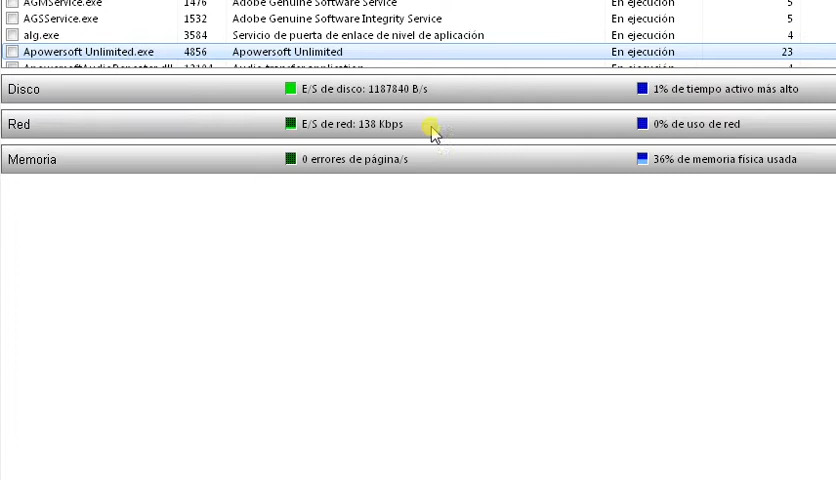 AGMService.exe 1476 Adobe Genuine Software Service En ejecución 5
AGSService.exe 1532 Adobe Genuine Software Integrity Service En ejecución 5
alg.exe 3584 Servicio de puerta de enlace de nivel de aplicación En ejecución 4
Apowersoft Unlimited.exe 4856 Apowersoft Unlimited En ejecución 23
Disco E/S de disco: 1187840 B/s 1% de tiempo activo más alto
Red E/S de red: 138 Kbps 0% de uso de red
Memoria 0 errores de página/s 36% de memoria física usada